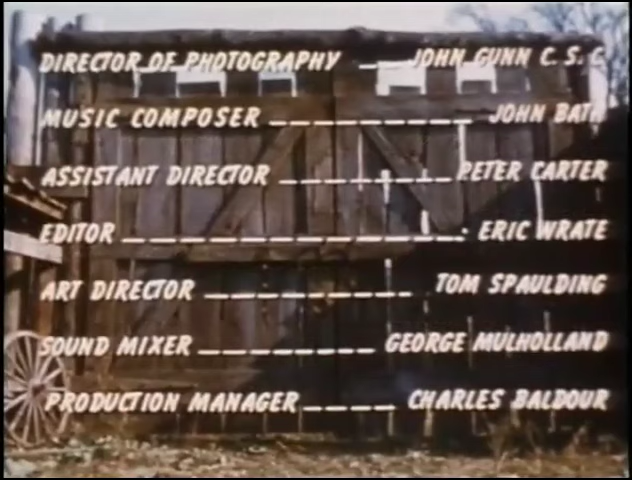 DIRECTOR OF PHOTOGRAPHY _ _ _ JOHN GUNN C. S. C
MUSIC COMPOSER _ _ _ _ _ _ _ _ _ JOHN BATH
ASSISTANT DIRECTOR _ _ _ _ _ _ _ _ PETER CARTER
EDITOR _ _ _ _ _ _ _ _ _ _ _ _ _ _ ERIC WRATE
ART DIRECTOR _ _ _ _ _ _ _ _ TOM SPAULDING
SOUND MIXER _ _ _ _ _ _ _ GEORGE MULHOLLAND
PRODUCTION MANAGER _ _ _ _ CHARLES BALDOUR